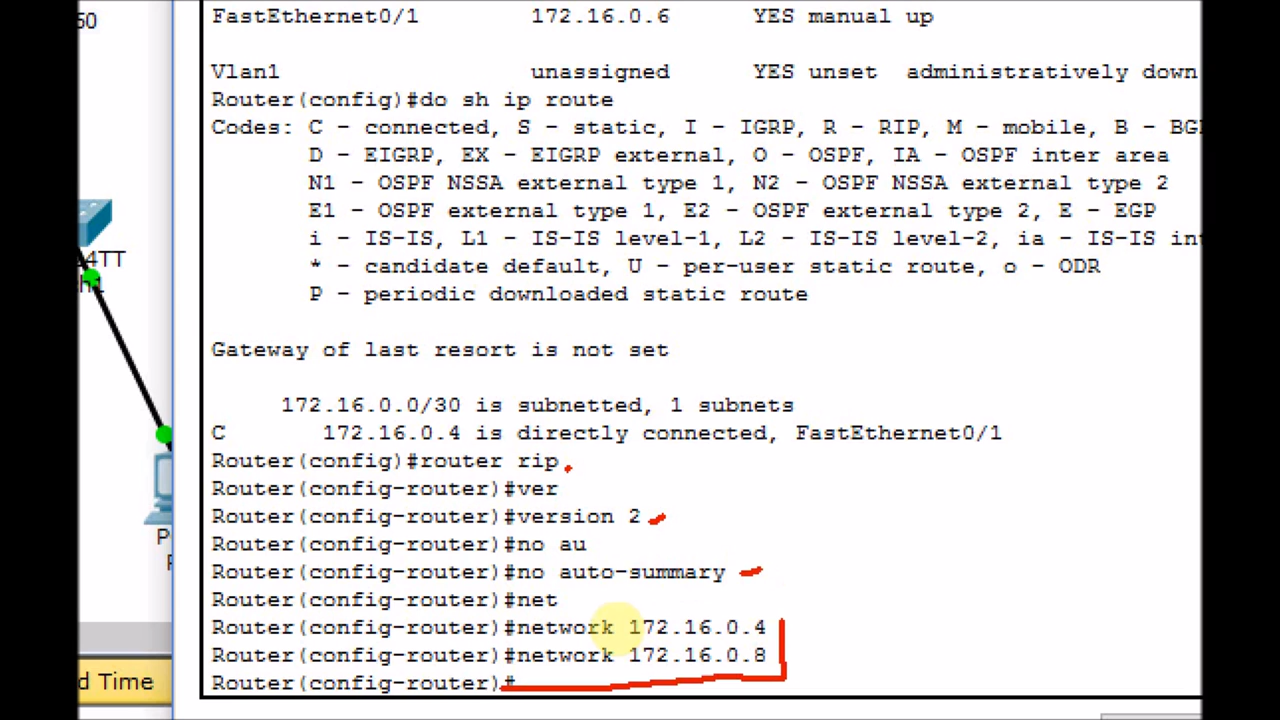 50
FastEthernet0/1 172.16.0.6 YES manual up
Vlan1 unassigned YES unset administratively down
Router(config)#do sh ip route
Codes: C - connected, S - static, I - IGRP, R - RIP, M - mobile, B - BG
D - EIGRP, EX - EIGRP external, O - OSPF, IA - OSPF inter area
N1 - OSPF NSSA external type 1, N2 - OSPF NSSA external type 2
E1 - OSPF external type 1, E2 - OSPF external type 2, E - EGP
i - IS-IS, L1 - IS-IS level-1, L2 - IS-IS level-2, ia - IS-IS in
* - candidate default, U - per-user static route, o - ODR
P - periodic downloaded static route
4TT
h1
Gateway of last resort is not set
172.16.0.0/30 is subnetted, 1 subnets
C 172.16.0.4 is directly connected, FastEthernet0/1
Router(config)#router rip
Router(config-router)#ver
Router(config-router)#version 2
Router(config-router)#no au
Router(config-router)#no auto-summary
Router(config-router)#net
Router(config-router)#network 172.16.0.4
Router(config-router)#network 172.16.0.8
Router(config-router)#
d Time